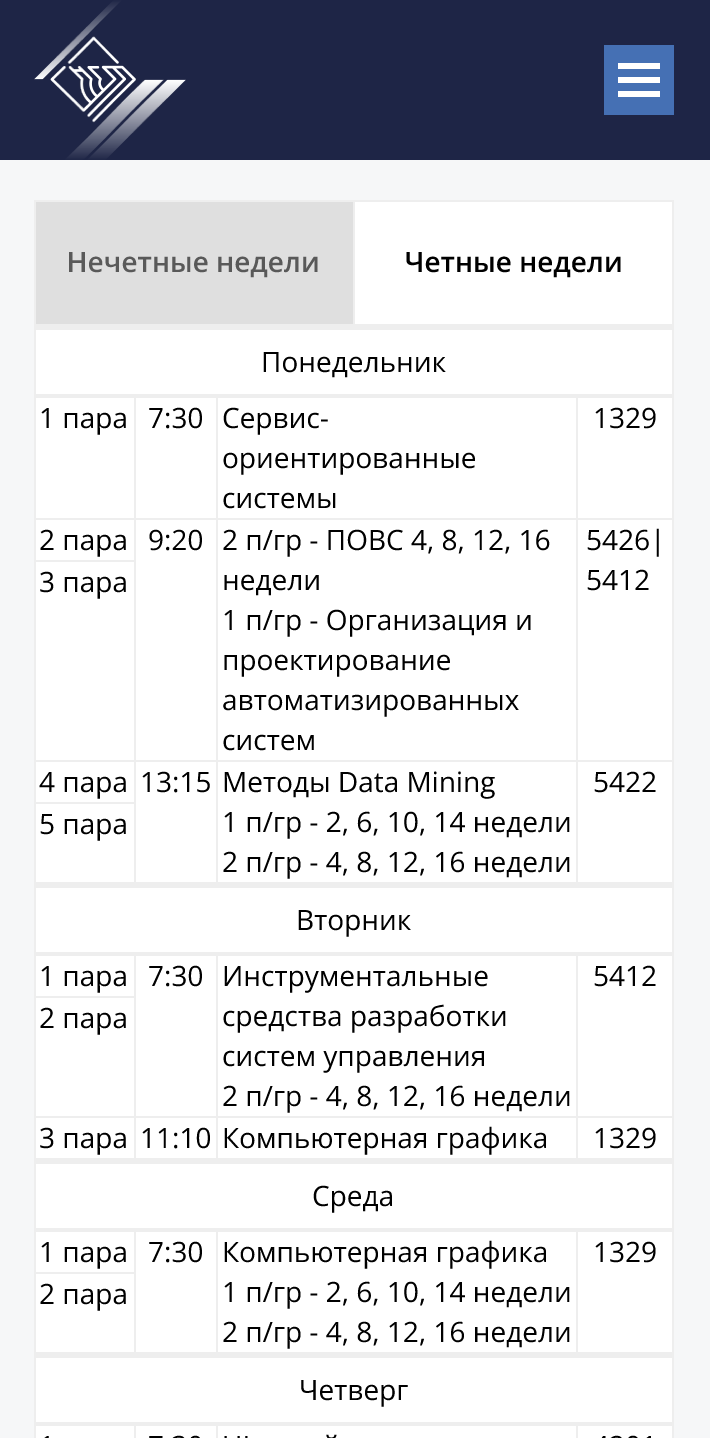 Нечетные недели
Четные недели
Понедельник
1 пара 7:30 Сервис- 1329
ориентированные
системы
2 пара 9:20 2 п/гр - ПОВС 4, 8, 12, 16 5426|
3 пара недели 5412
1 п/гр - Организация и
проектирование
автоматизированных
систем
4 пара 13:15 Методы Data Mining 5422
5 пара 1 п/гр - 2, 6, 10, 14 недели
2 п/гр - 4, 8, 12, 16 недели
Вторник
1 пара 7:30 Инструментальные 5412
2 пара средства разработки
систем управления
2 п/гр - 4, 8, 12, 16 недели
3 пара 11:10 Компьютерная графика 1329
Среда
1 пара 7:30 Компьютерная графика 1329
2 пара 1 п/гр - 2, 6, 10, 14 недели
2 п/гр - 4, 8, 12, 16 недели
Четверг